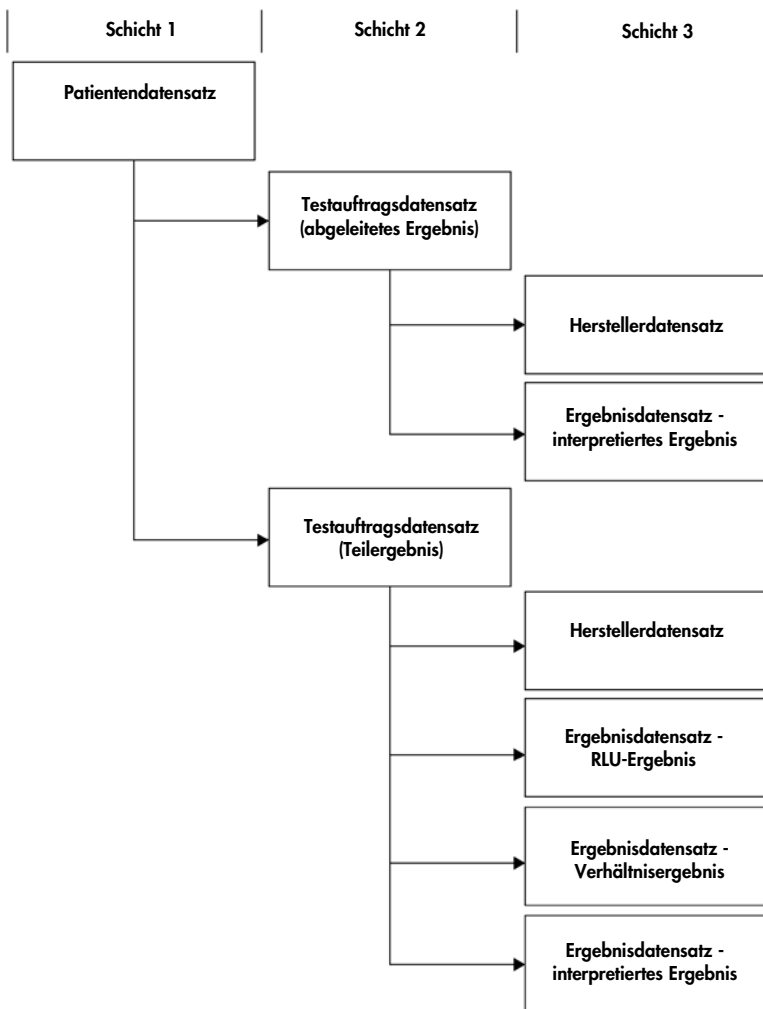 Schicht 1
Schicht 2
Schicht 3
Patientendatensatz
Testauftragsdatensatz
(abgeleitetes Ergebnis)
Herstellerdatensatz
Ergebnisdatensatz -
interpretiertes Ergebnis
Testauftragsdatensatz
(Teilergebnis)
Herstellerdatensatz
Ergebnisdatensatz -
RLU-Ergebnis
Ergebnisdatensatz -
Verhältnisergebnis
Ergebnisdatensatz -
interpretiertes Ergebnis